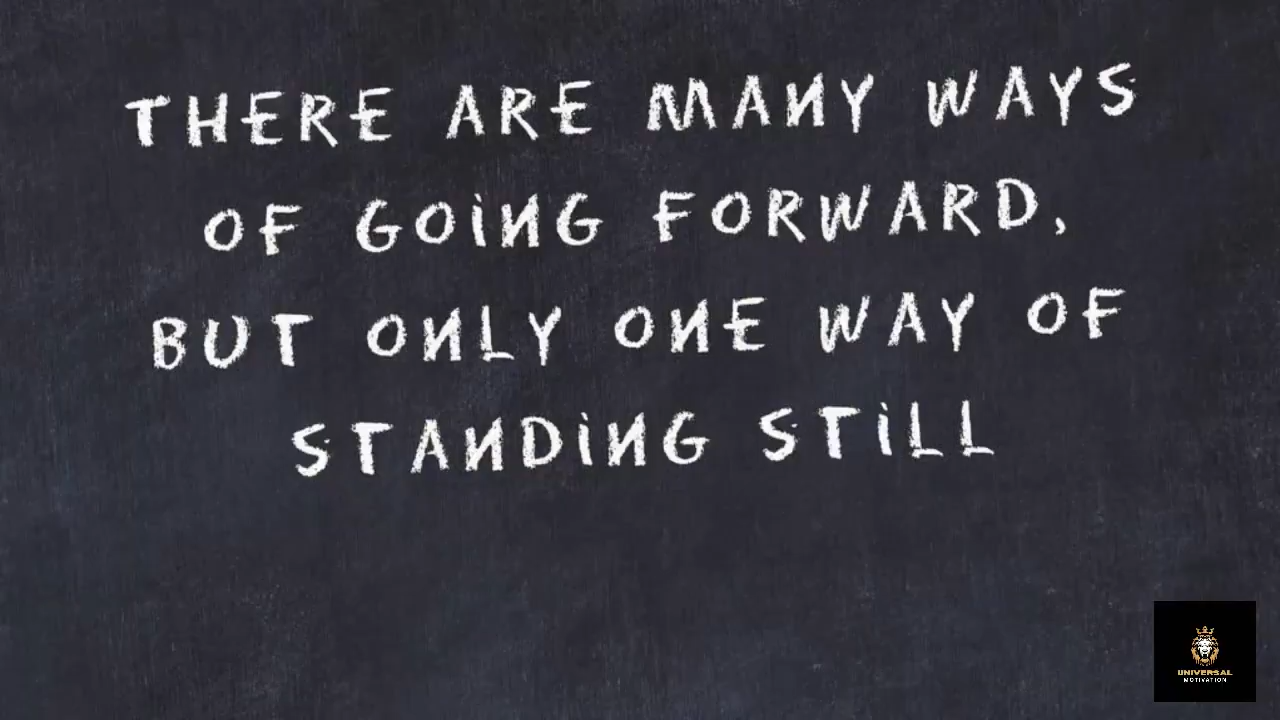 THERE ARE MANY WAYS
OF GOING FORWARD,
BUT ONLY ONE WAY OF
STANDING STILL
UNIVERSAL
MOTIVATION